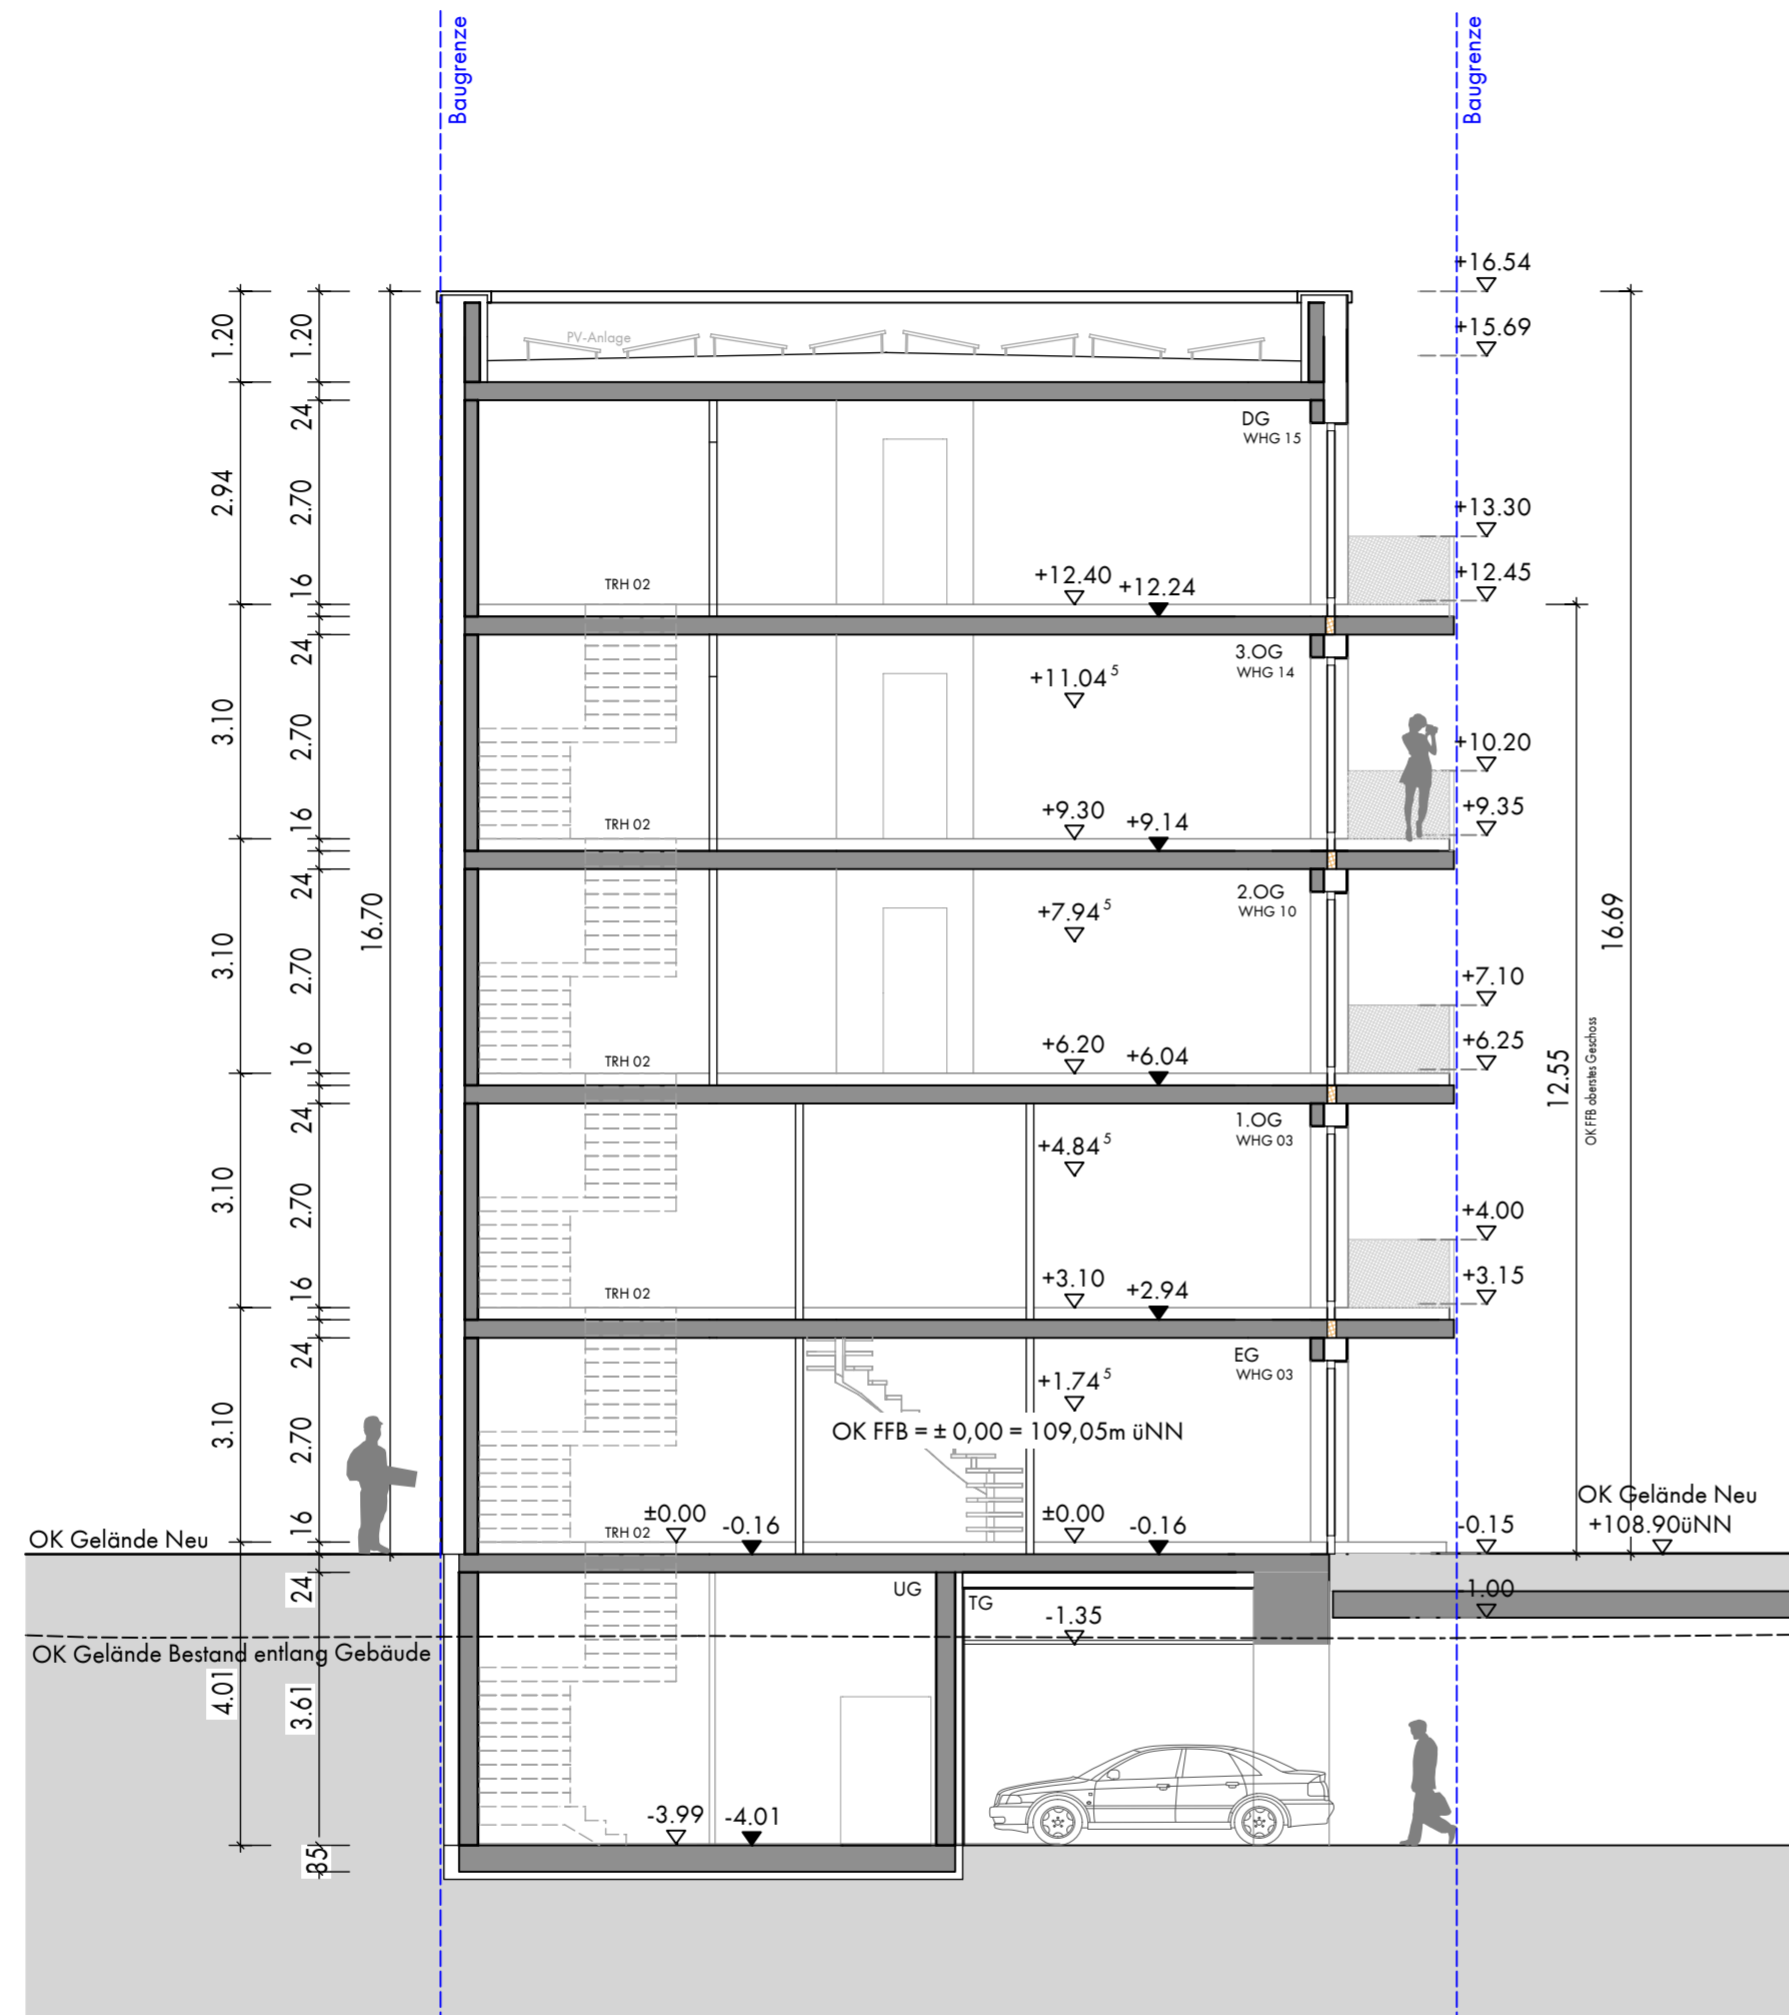 Baugrenze
Baugrenze
+16.54
+15.69
1.20
1.20
PV-Anlage
24
DG
WHG 15
2.94
2.70
+13.30
16
TRH 02
+12.40
+12.24
+12.45
24
3.OG
WHG 14
+11.04⁵
3.10
2.70
+10.20
16
TRH 02
+9.30
+9.14
+9.35
24
2.OG
WHG 10
16.70
+7.94⁵
16.69
3.10
2.70
+7.10
16
TRH 02
+6.20
+6.04
+6.25
12.55
OK FFB oberstes Geschoss
24
1.OG
WHG 03
+4.84⁵
3.10
2.70
+4.00
16
TRH 02
+3.10
+2.94
+3.15
24
EG
WHG 03
+1.74⁵
3.10
2.70
OK FFB = ± 0,00 = 109,05m üNN
OK Gelände Neu
+108.90üNN
OK Gelände Neu
16
TRH 02
±0.00
-0.16
±0.00
-0.16
-0.15
24
UG
TG
-1.35
1.00
OK Gelände Bestand entlang Gebäude
4.01
3.61
-3.99
-4.01
35